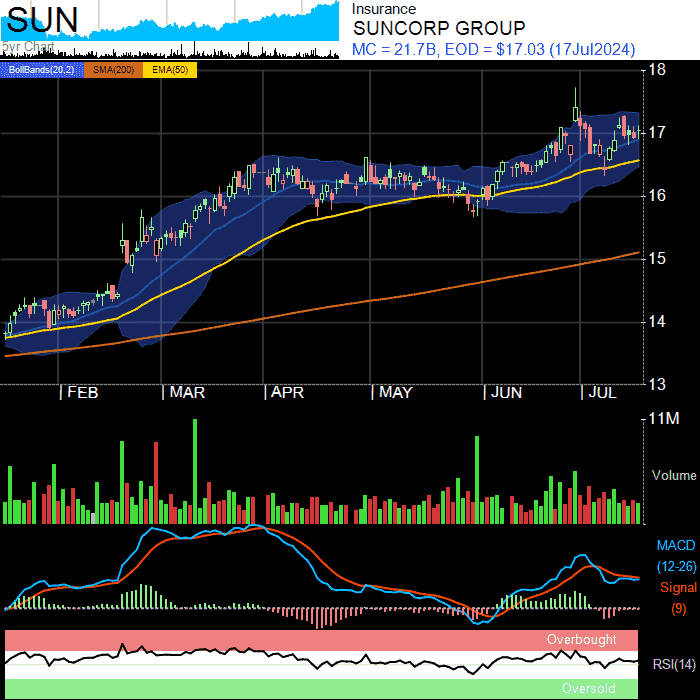 SUN
5yr Chart
Insurance
SUNCORP GROUP
MC = 21.7B, EOD = $17.03 (17Jul2024)
BollBands(20,2) SMA(200) EMA(50)
18
17
16
15
14
13
FEB MAR APR MAY JUN JUL
11M
Volume
MACD
(12-26)
Signal
(9)
Overbought
RSI(14)
Oversold